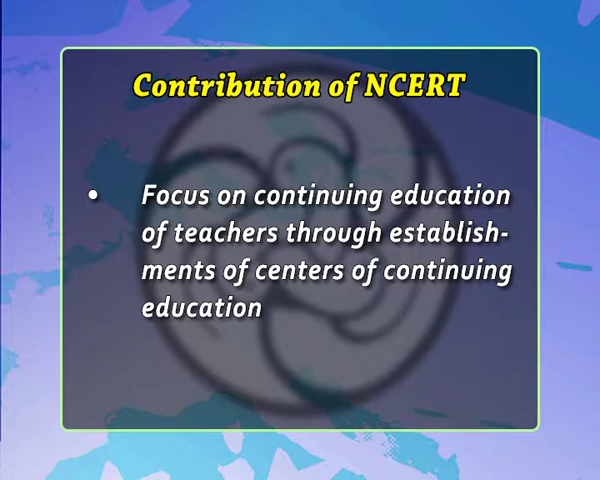 Contribution of NCERT
• Focus on continuing education
of teachers through establish-
ments of centers of continuing
education